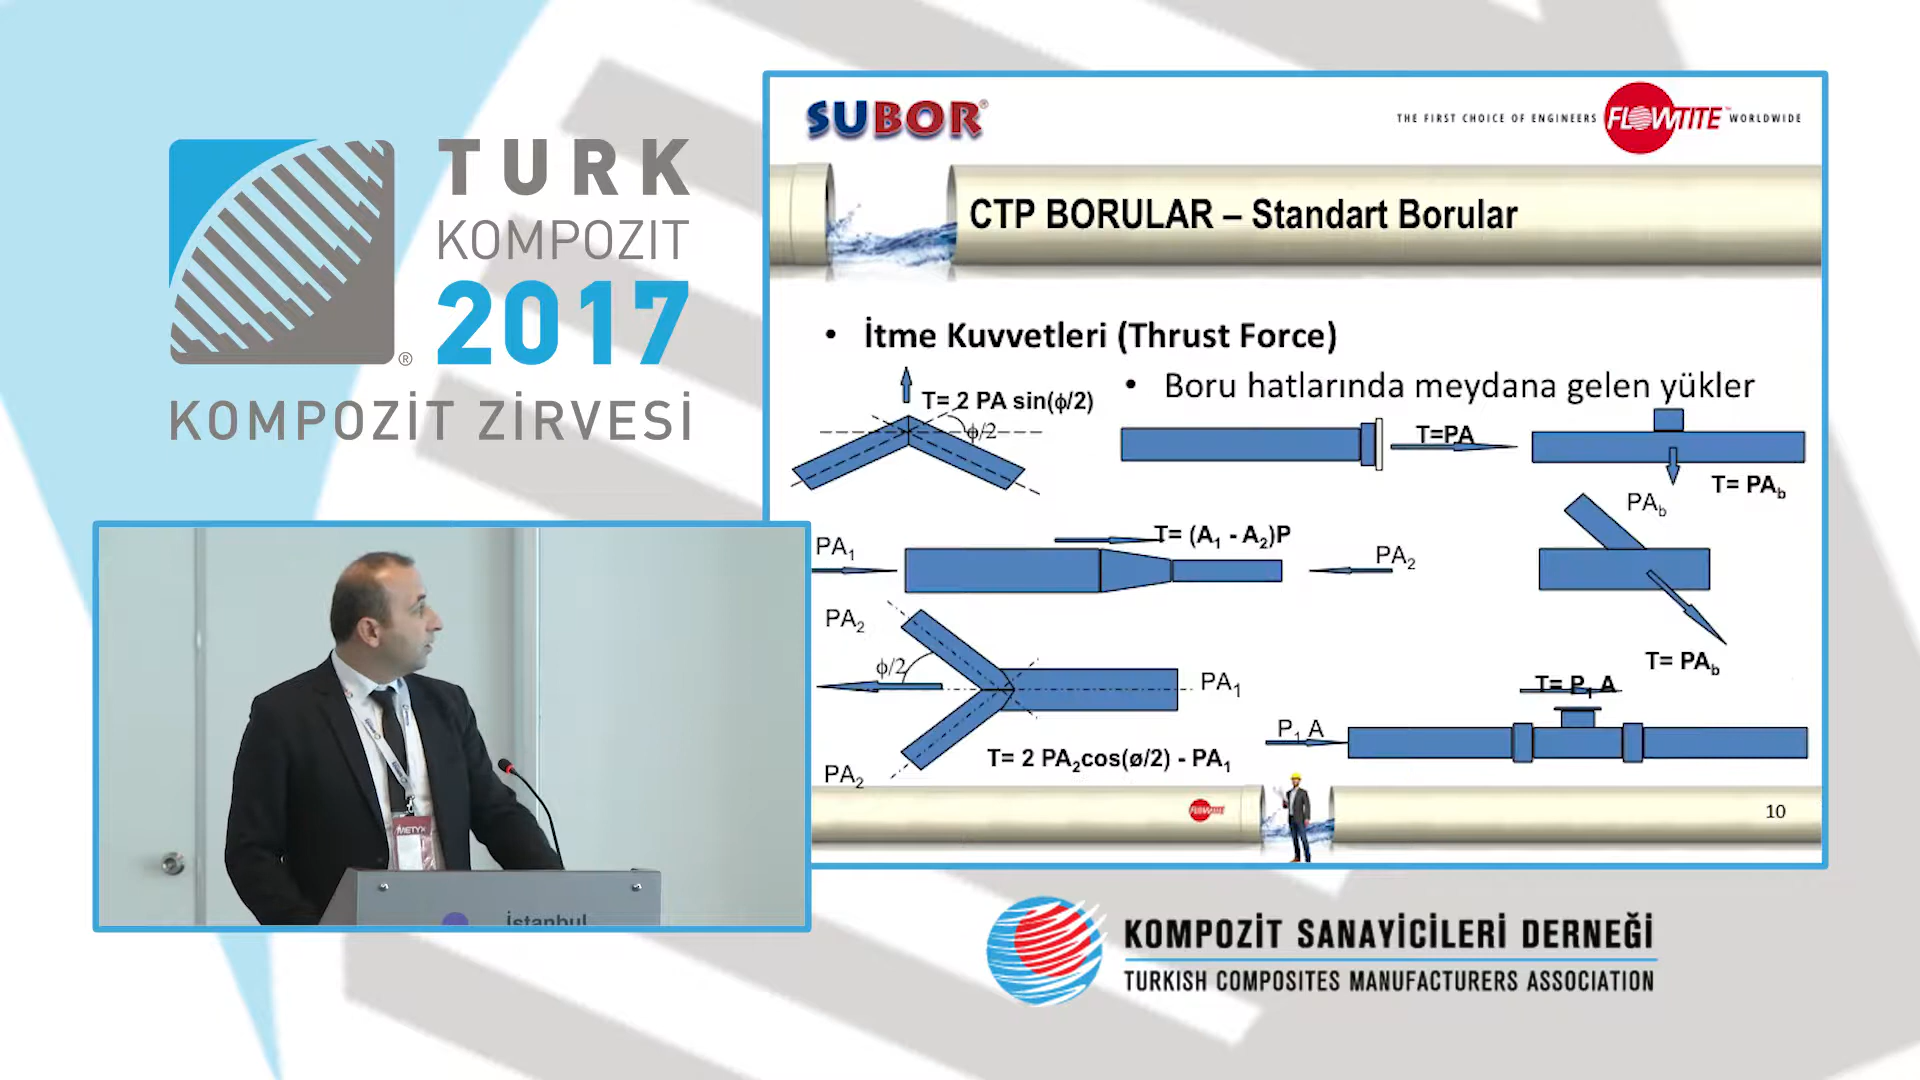 TURK
KOMPOZIT
2017
®
KOMPOZİT ZİRVESİ
SUBOR®
THE FIRST CHOICE OF ENGINEERS FLOWTITE™ WORLDWIDE
CTP BORULAR – Standart Borular
• İtme Kuvvetleri (Thrust Force)
• Boru hatlarında meydana gelen yükler
T= 2 PA sin(ϕ/2)
ϕ/2
T=PA
T= PAb
PAb
T= PAb
PA1
T= (A1 - A2)P
PA2
PA2
ϕ/2
PA1
PA2
T= 2 PA2cos(ø/2) - PA1
T= P1 A
P1 A
FLOWTITE
10
METYX
İstanbul
KOMPOZİT SANAYİCİLERİ DERNEĞİ
TURKISH COMPOSITES MANUFACTURERS ASSOCIATION